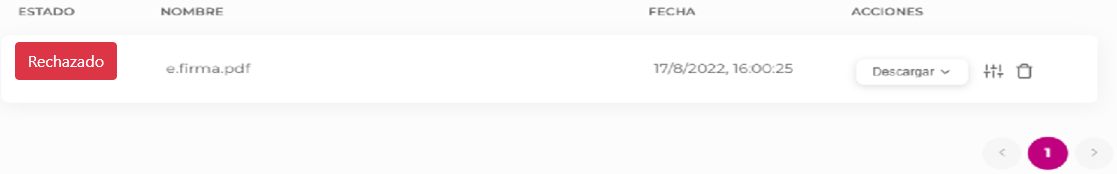 ESTADO NOMBRE FECHA ACCIONES
Rechazado e.firma.pdf 17/8/2022, 16:00:25 Descargar
< 1 >